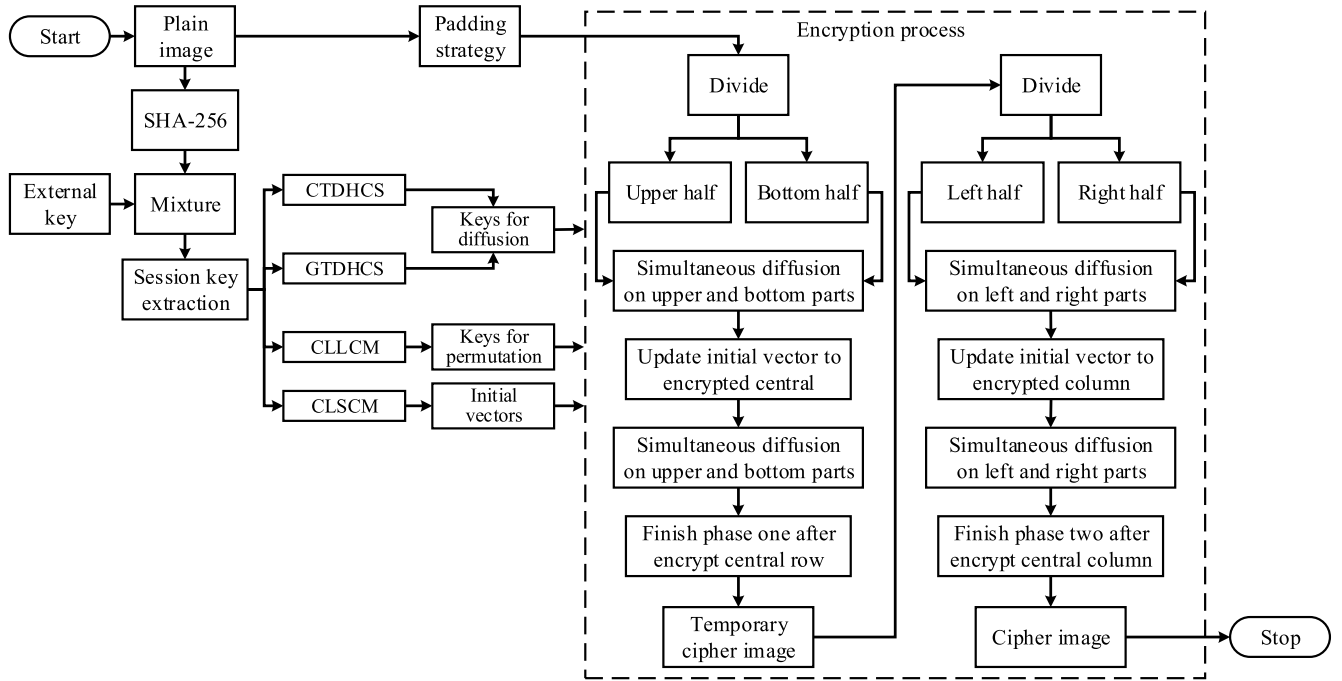 Start
Plain
image
Padding
strategy
SHA-256
External
key
Mixture
Session key
extraction
CTDHCS
GTDHCS
CLLCM
CLSCM
Keys for
diffusion
Keys for
permutation
Initial
vectors
Encryption process
Divide
Upper half
Bottom half
Simultaneous diffusion
on upper and bottom parts
Update initial vector to
encrypted central
Simultaneous diffusion
on upper and bottom parts
Finish phase one after
encrypt central row
Temporary
cipher image
Divide
Left half
Right half
Simultaneous diffusion
on left and right parts
Update initial vector to
encrypted column
Simultaneous diffusion
on left and right parts
Finish phase two after
encrypt central column
Cipher image
Stop